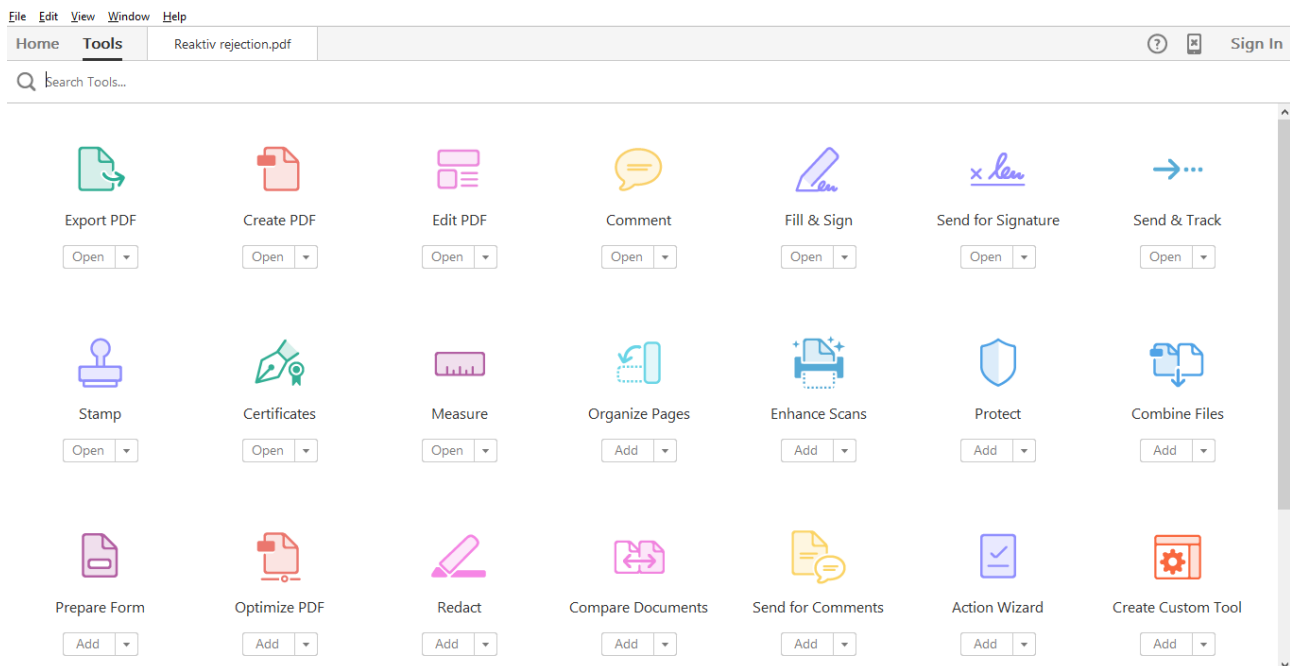 File Edit View Window Help
Home Tools Reaktiv rejection.pdf Sign In
Search Tools...
Export PDF Create PDF Edit PDF Comment Fill & Sign Send for Signature Send & Track
Open Open Open Open Open Open Open
Stamp Certificates Measure Organize Pages Enhance Scans Protect Combine Files
Open Open Open Add Add Add Add
Prepare Form Optimize PDF Redact Compare Documents Send for Comments Action Wizard Create Custom Tool
Add Add Add Add Add Add Add